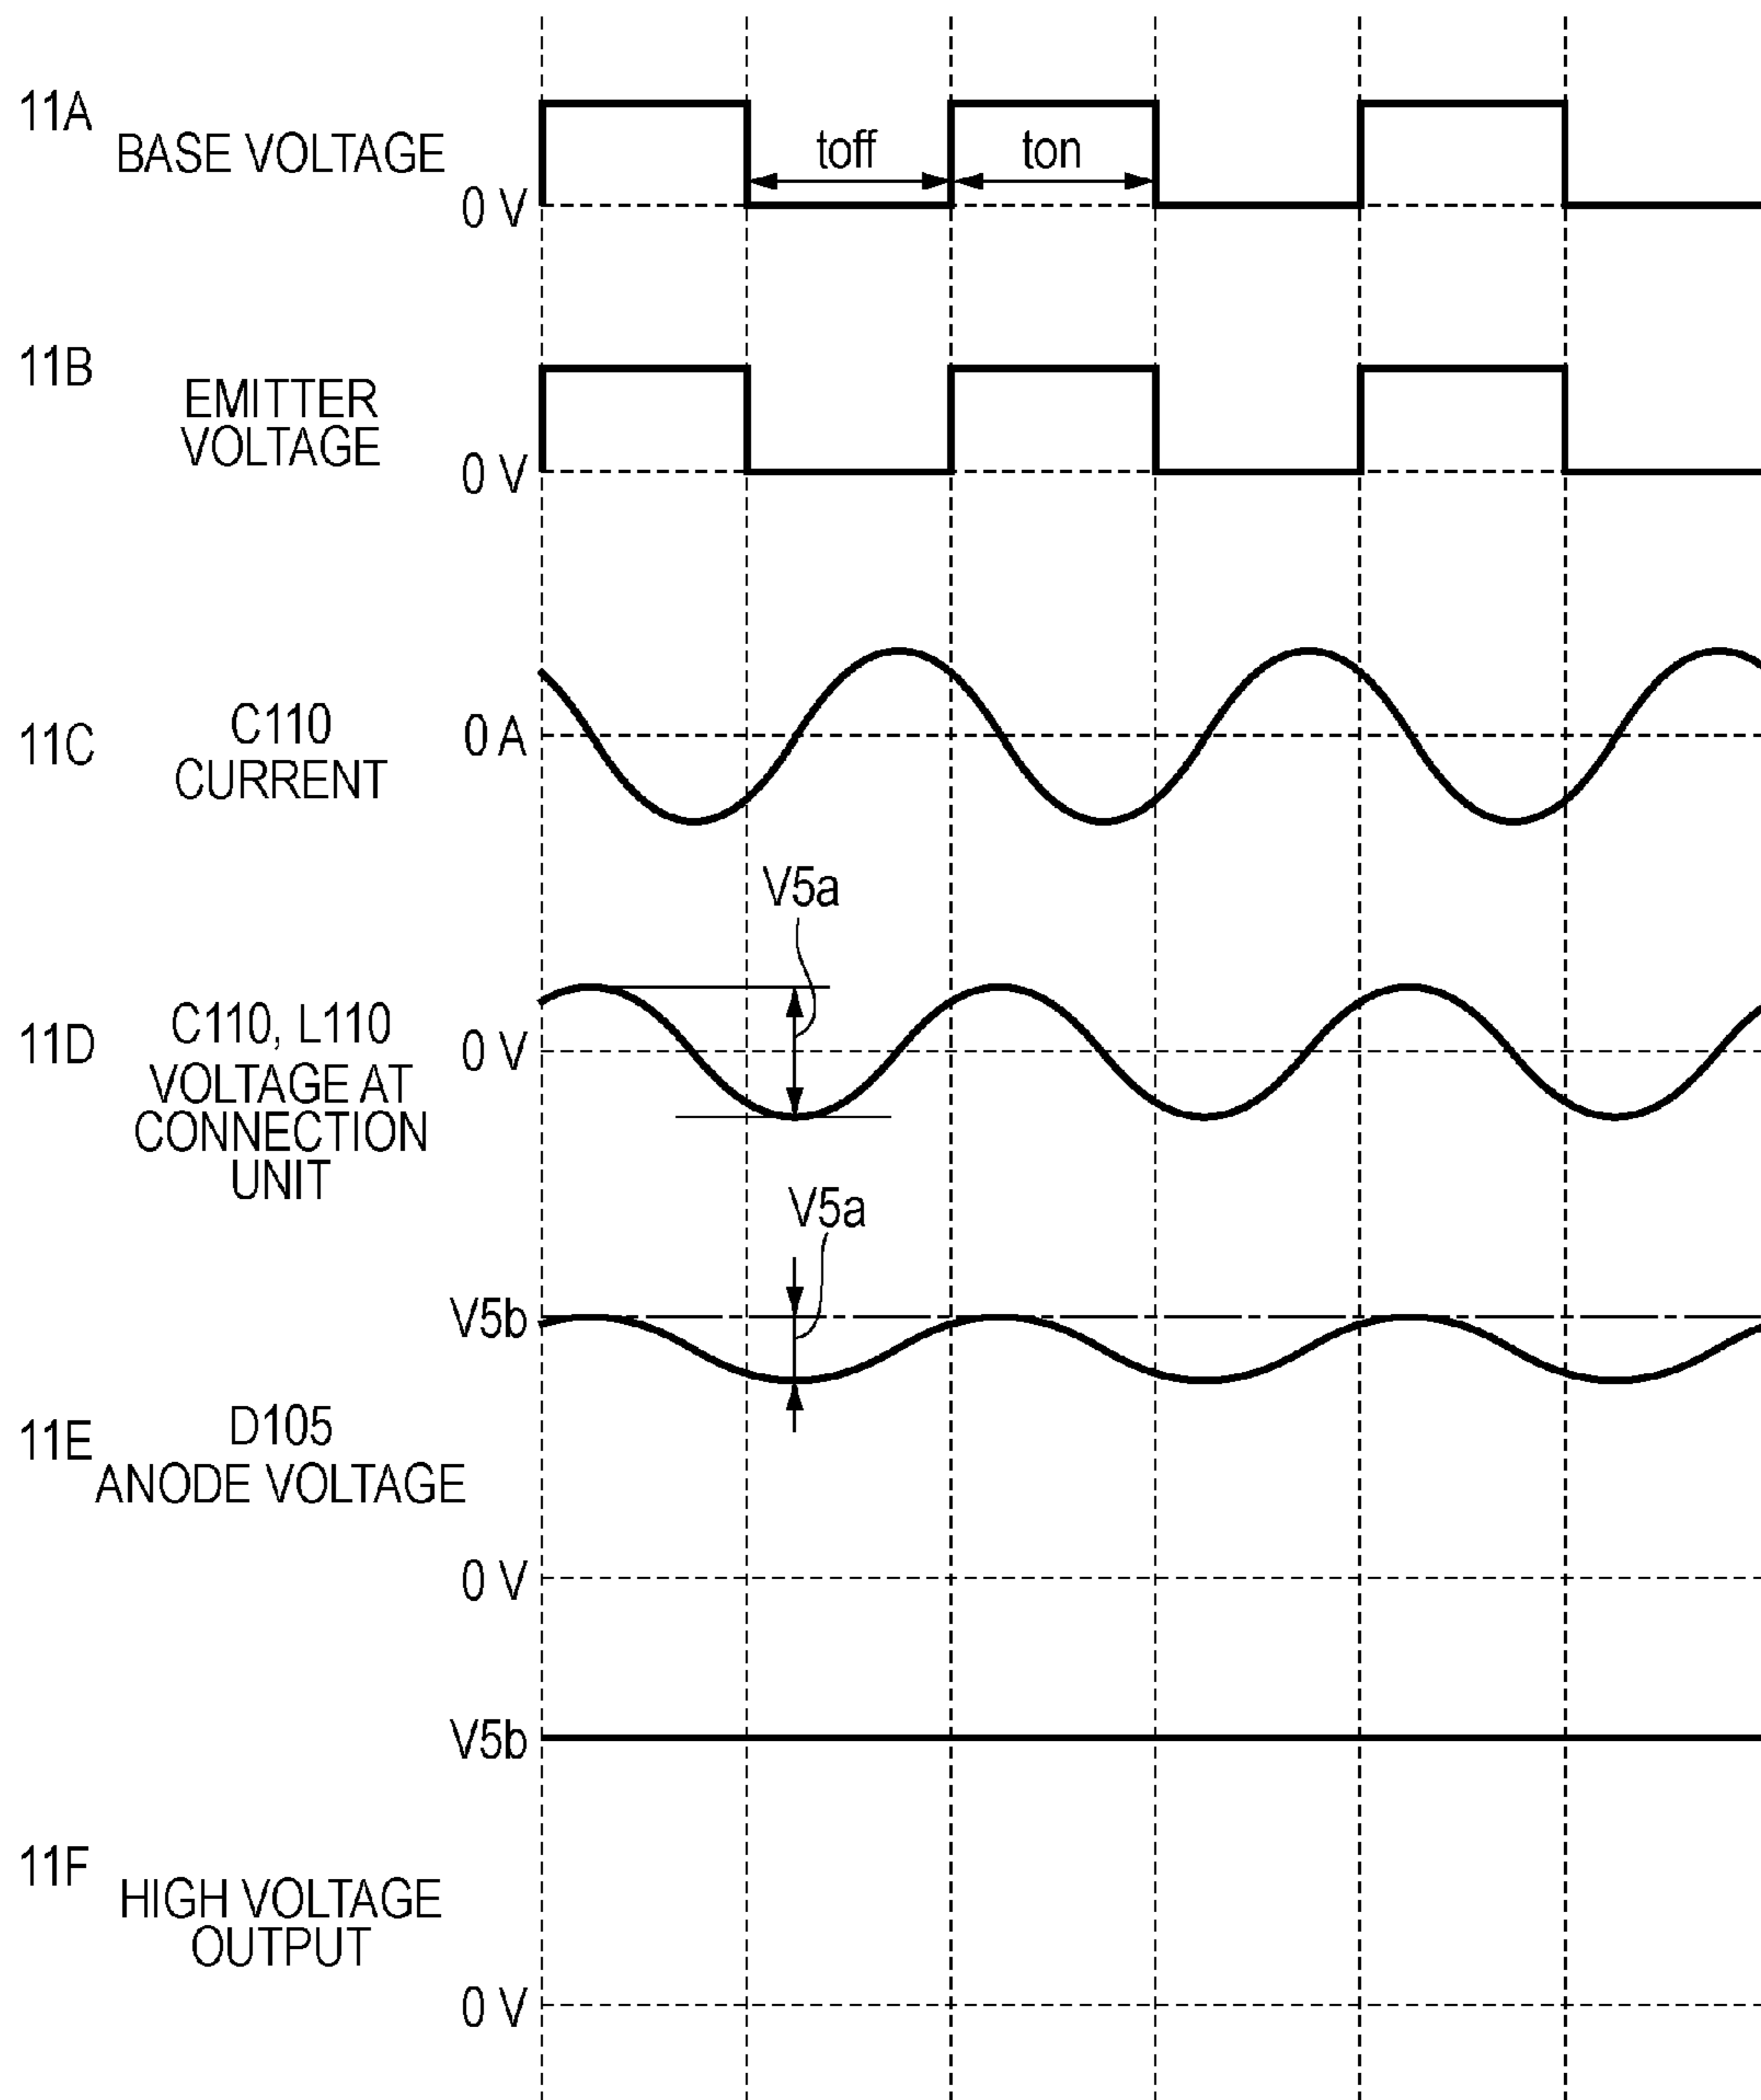 11A
BASE VOLTAGE
toff
ton
0 V
11B
EMITTER
VOLTAGE
0 V
11C
C110
CURRENT
0 A
V5a
11D
C110, L110
VOLTAGE AT
CONNECTION
UNIT
0 V
V5a
V5b
11E
D105
ANODE VOLTAGE
0 V
V5b
11F
HIGH VOLTAGE
OUTPUT
0 V